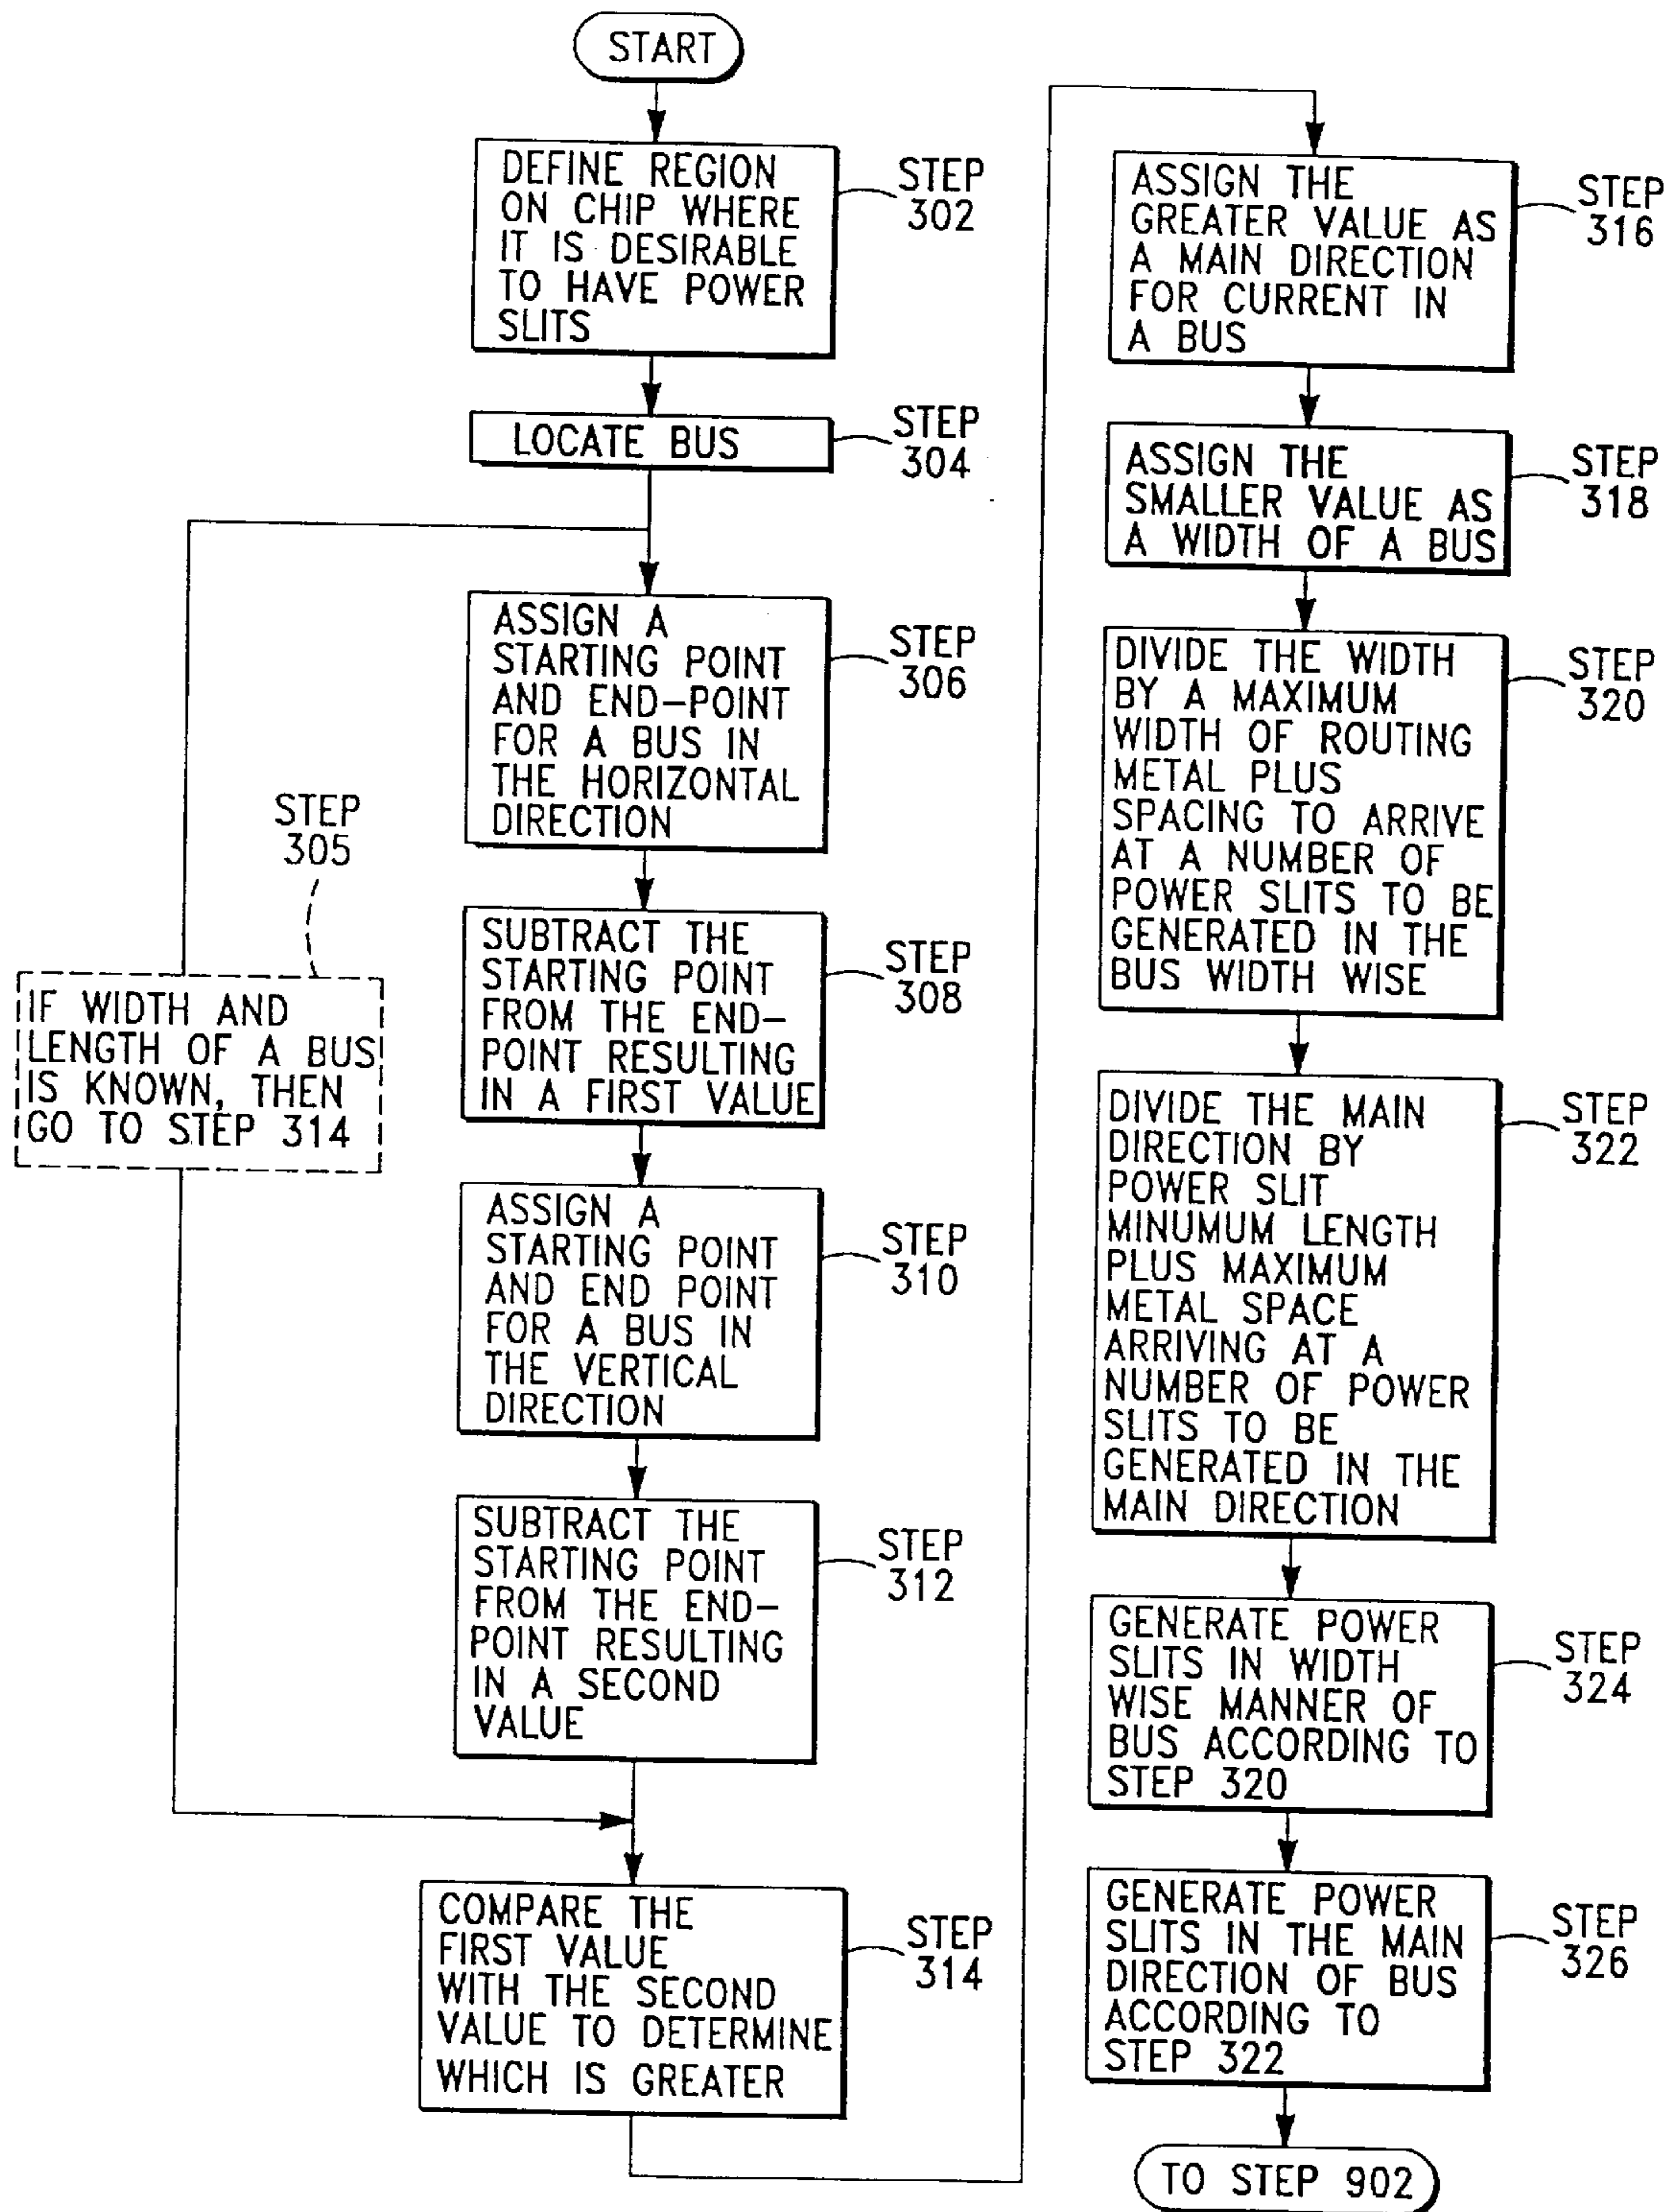 START
DEFINE REGION
ON CHIP WHERE
IT IS DESIRABLE
TO HAVE POWER
SLITS
STEP
302
LOCATE BUS
STEP
304
STEP
305
IF WIDTH AND
LENGTH OF A BUS
IS KNOWN, THEN
GO TO STEP 314
ASSIGN A
STARTING POINT
AND END-POINT
FOR A BUS IN
THE HORIZONTAL
DIRECTION
STEP
306
SUBTRACT THE
STARTING POINT
FROM THE END-
POINT RESULTING
IN A FIRST VALUE
STEP
308
ASSIGN A
STARTING POINT
AND END POINT
FOR A BUS IN
THE VERTICAL
DIRECTION
STEP
310
SUBTRACT THE
STARTING POINT
FROM THE END-
POINT RESULTING
IN A SECOND
VALUE
STEP
312
COMPARE THE
FIRST VALUE
WITH THE SECOND
VALUE TO DETERMINE
WHICH IS GREATER
STEP
314
ASSIGN THE
GREATER VALUE AS
A MAIN DIRECTION
FOR CURRENT IN
A BUS
STEP
316
ASSIGN THE
SMALLER VALUE AS
A WIDTH OF A BUS
STEP
318
DIVIDE THE WIDTH
BY A MAXIMUM
WIDTH OF ROUTING
METAL PLUS
SPACING TO ARRIVE
AT A NUMBER OF
POWER SLITS TO BE
GENERATED IN THE
BUS WIDTH WISE
STEP
320
DIVIDE THE MAIN
DIRECTION BY
POWER SLIT
MINUMUM LENGTH
PLUS MAXIMUM
METAL SPACE
ARRIVING AT A
NUMBER OF POWER
SLITS TO BE
GENERATED IN THE
MAIN DIRECTION
STEP
322
GENERATE POWER
SLITS IN WIDTH
WISE MANNER OF
BUS ACCORDING TO
STEP 320
STEP
324
GENERATE POWER
SLITS IN THE MAIN
DIRECTION OF BUS
ACCORDING TO
STEP 322
STEP
326
TO STEP 902